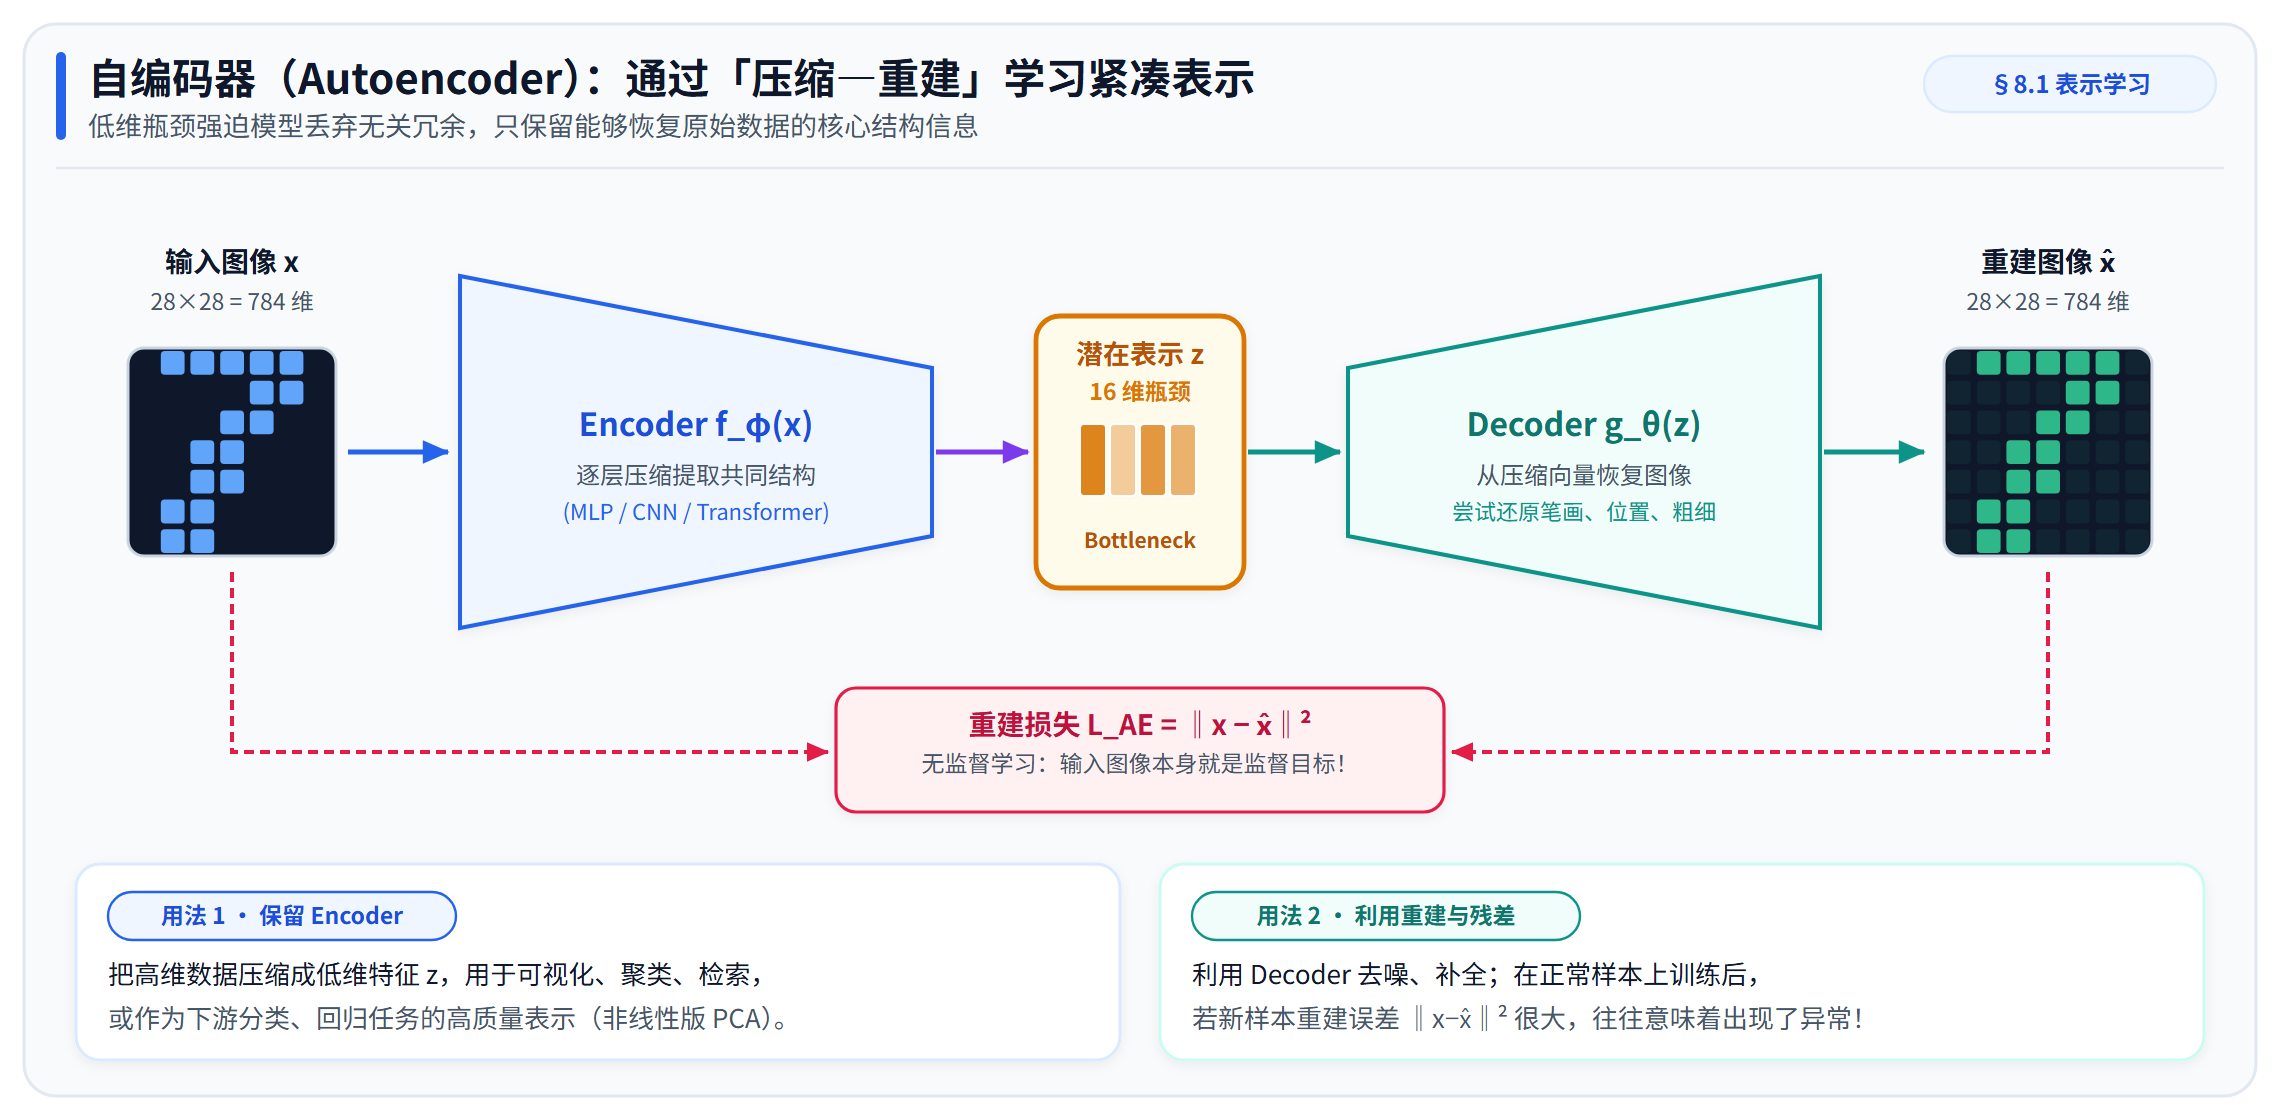 自编码器（Autoencoder）：通过「压缩—重建」学习紧凑表示
§ 8.1 表示学习
低维瓶颈强迫模型丢弃无关冗余，只保留能够恢复原始数据的核心结构信息
输入图像 x
28×28 = 784 维
Encoder f_φ(x)
逐层压缩提取共同结构
(MLP / CNN / Transformer)
潜在表示 z
16 维瓶颈
Bottleneck
Decoder g_θ(z)
从压缩向量恢复图像
尝试还原笔画、位置、粗细
重建图像 x̂
28×28 = 784 维
重建损失 L_AE = ‖ x − x̂ ‖²
无监督学习：输入图像本身就是监督目标！
用法 1 · 保留 Encoder
把高维数据压缩成低维特征 z，用于可视化、聚类、检索，
或作为下游分类、回归任务的高质量表示（非线性版 PCA）。
用法 2 · 利用重建与残差
利用 Decoder 去噪、补全；在正常样本上训练后，
若新样本重建误差 ‖x−x̂‖² 很大，往往意味着出现了异常！